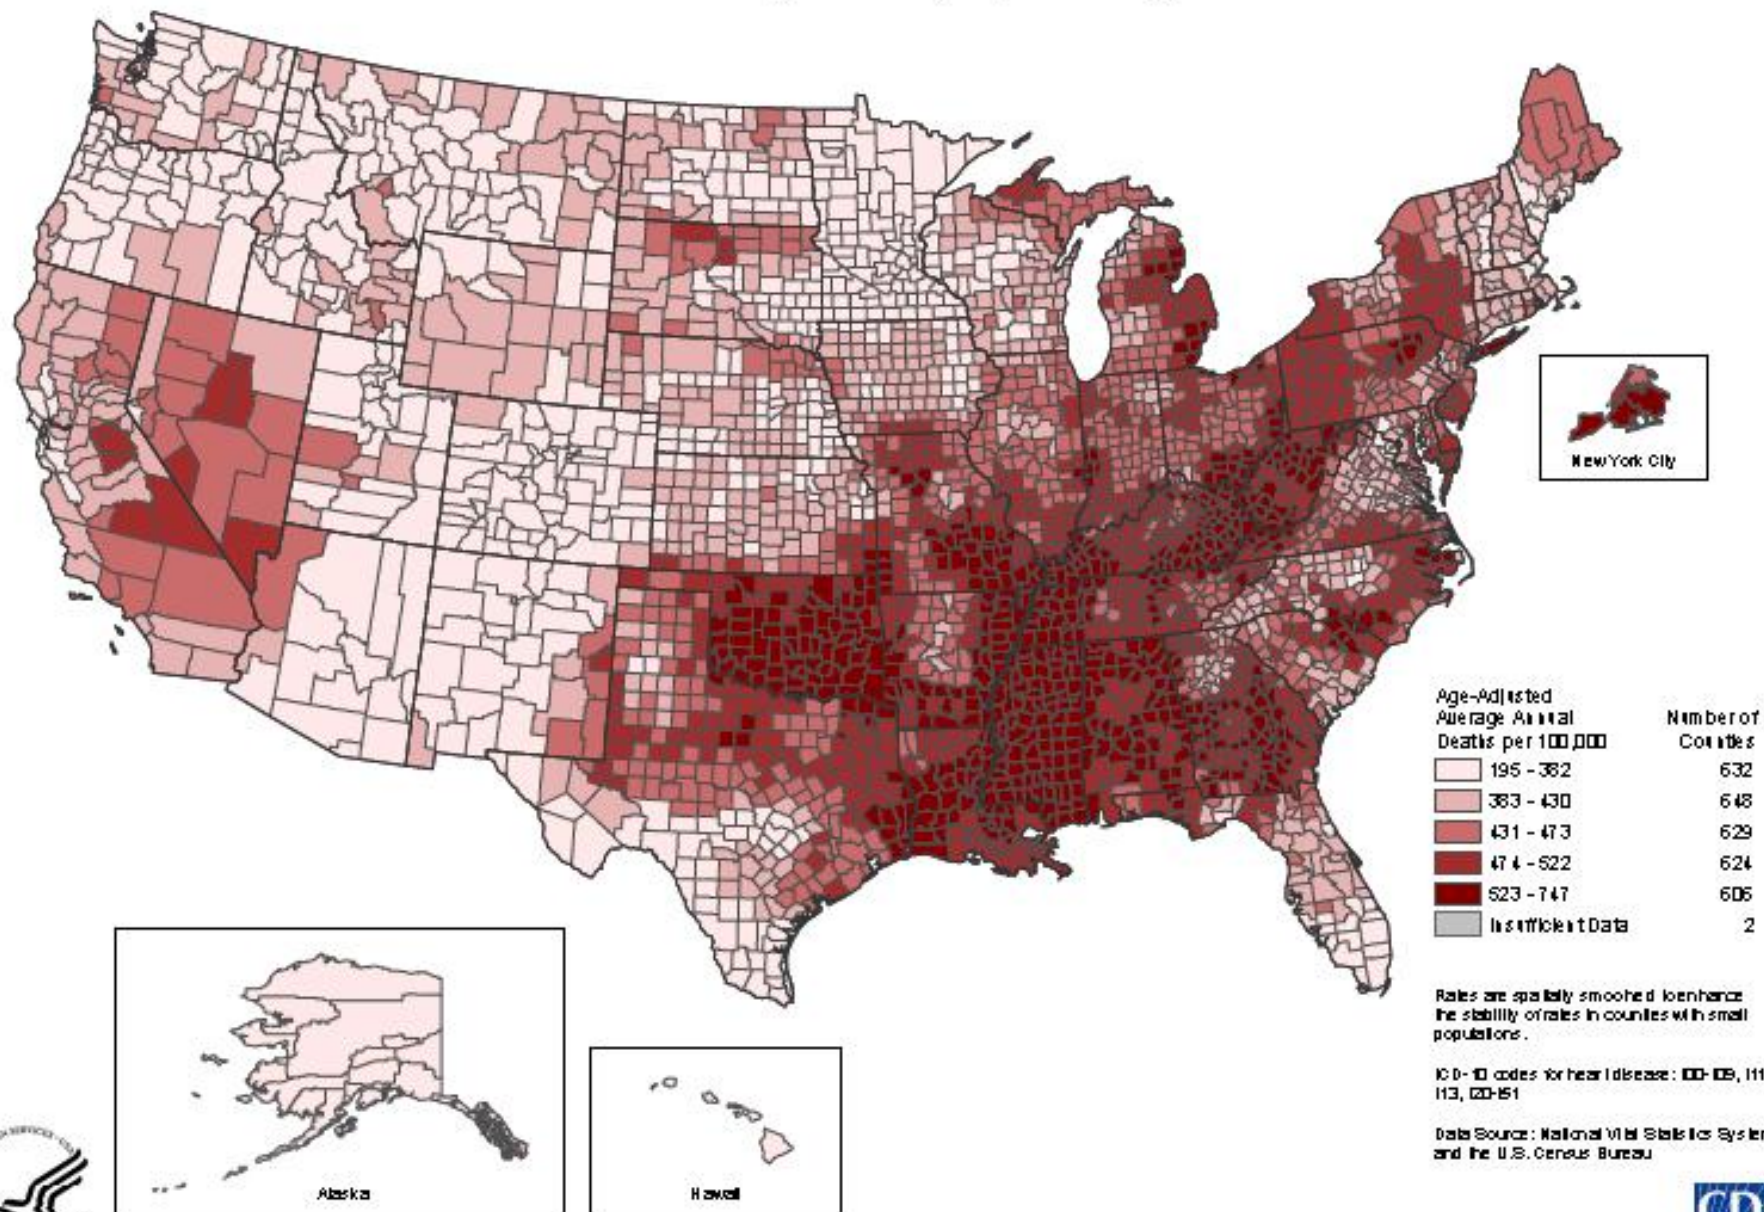 New York City
Age-Adjusted
Average Annual
Deaths per 100,000
Number of
Counties
195 - 382 632
383 - 430 648
431 - 473 629
474 - 522 624
523 - 747 606
Insufficient Data 2
Rates are spatially smoothed to enhance
the stability of rates in counties with small
populations.
ICD-10 codes for heart disease: I00-I09, I11
I13, I20-I51
Data Source: National Vital Statistics System
and the U.S. Census Bureau
Alaska
Hawaii